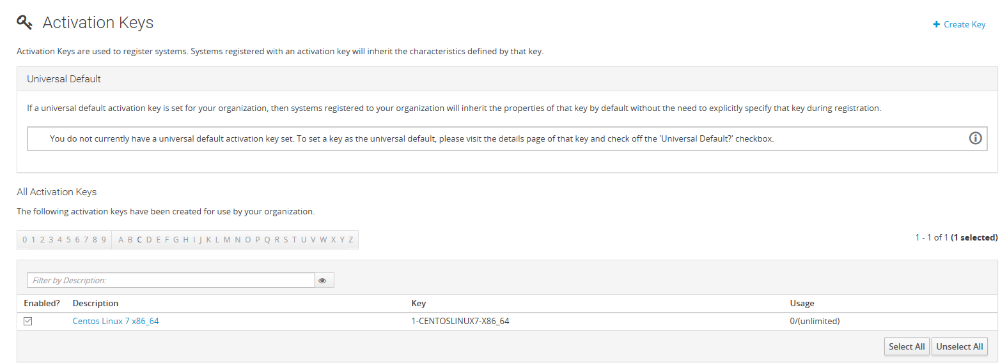 Activation Keys
+ Create Key
Activation Keys are used to register systems. Systems registered with an activation key will inherit the characteristics defined by that key.
Universal Default
If a universal default activation key is set for your organization, then systems registered to your organization will inherit the properties of that key by default without the need to explicitly specify that key during registration.
You do not currently have a universal default activation key set. To set a key as the universal default, please visit the details page of that key and check off the 'Universal Default?' checkbox.
All Activation Keys
The following activation keys have been created for use by your organization.
0 1 2 3 4 5 6 7 8 9 A B C D E F G H I J K L M N O P Q R S T U V W X Y Z
1 - 1 of 1 (1 selected)
Filter by Description:
Enabled? Description Key Usage
Centos Linux 7 x86_64 1-CENTOSLINUX7-X86_64 0/(unlimited)
Select All Unselect All